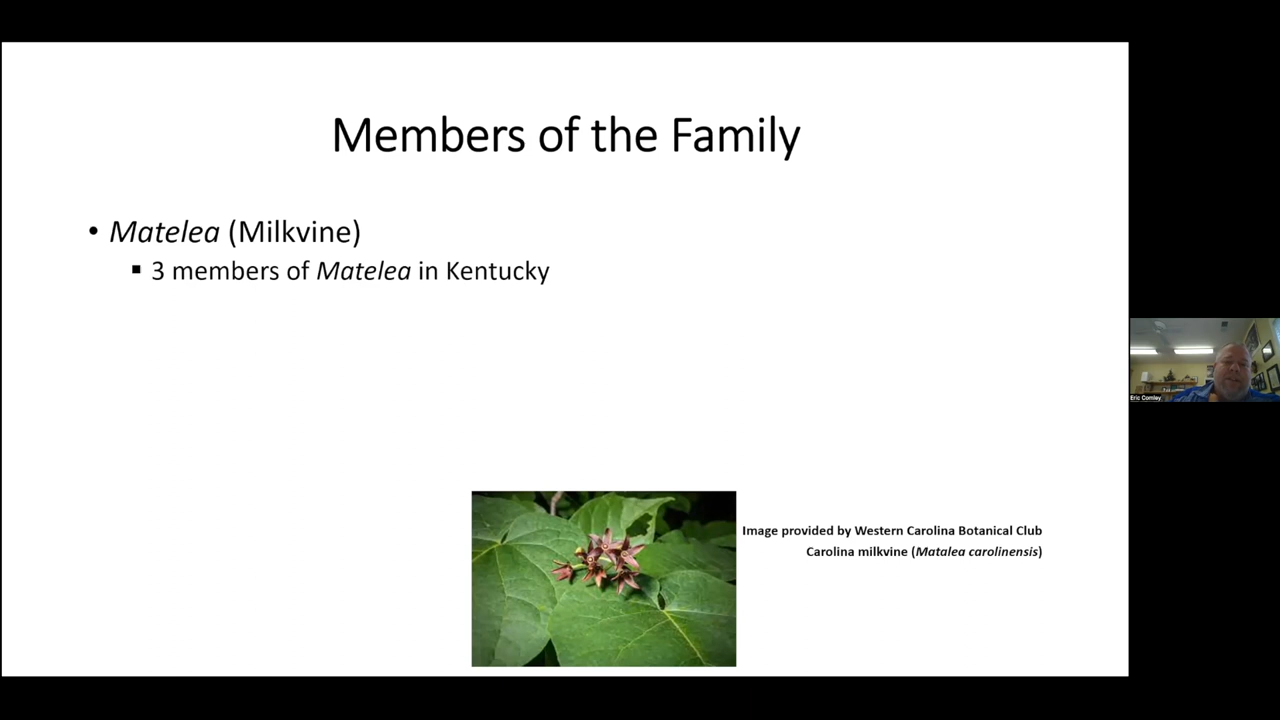 Members of the Family
• Matelea (Milkvine)
▪ 3 members of Matelea in Kentucky
Image provided by Western Carolina Botanical Club
Carolina milkvine (Matalea carolinensis)
Eric Comley